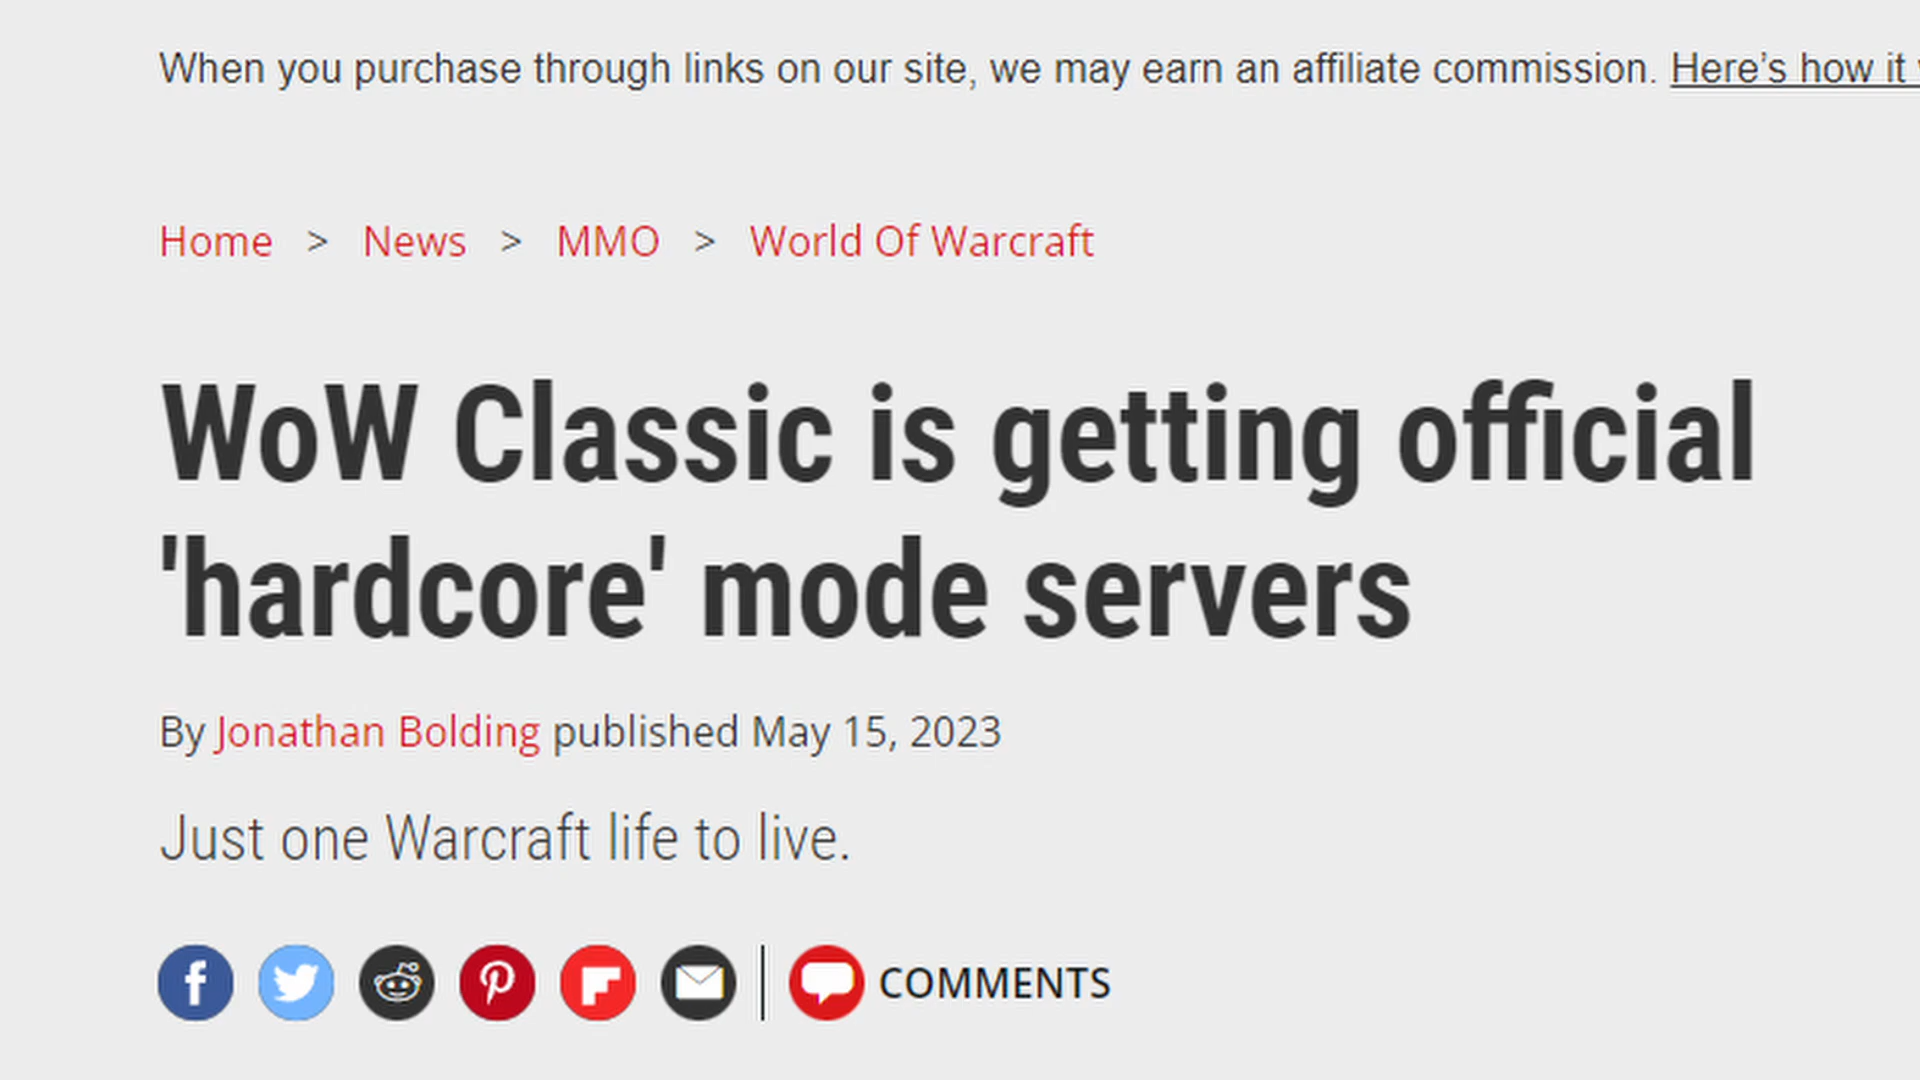 When you purchase through links on our site, we may earn an affiliate commission. Here’s how it
Home > News > MMO > World Of Warcraft
WoW Classic is getting official
'hardcore' mode servers
By Jonathan Bolding published May 15, 2023
Just one Warcraft life to live.
COMMENTS